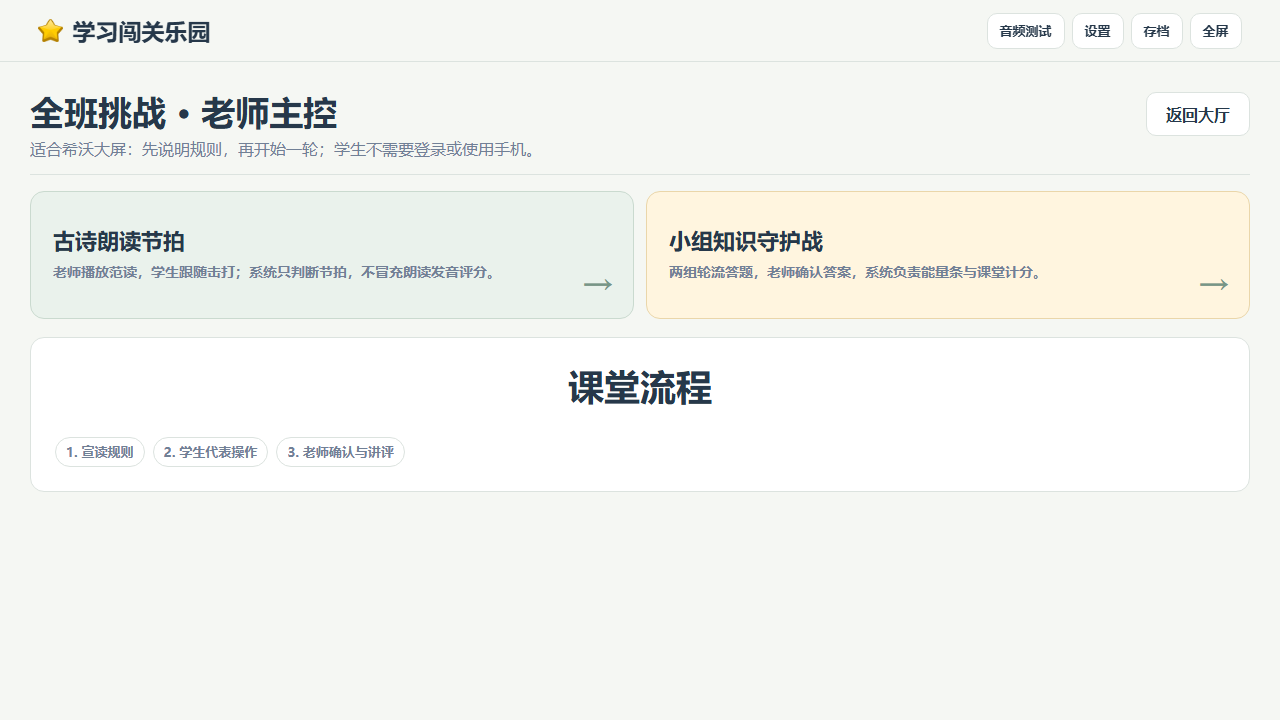 学习闯关乐园
音频测试
设置
存档
全屏
全班挑战 · 老师主控
返回大厅
适合希沃大屏：先说明规则，再开始一轮；学生不需要登录或使用手机。
古诗朗读节拍
老师播放范读，学生跟随击打；系统只判断节拍，不冒充朗读发音评分。
→
小组知识守护战
两组轮流答题，老师确认答案，系统负责能量条与课堂计分。
→
课堂流程
1. 宣读规则
2. 学生代表操作
3. 老师确认与讲评